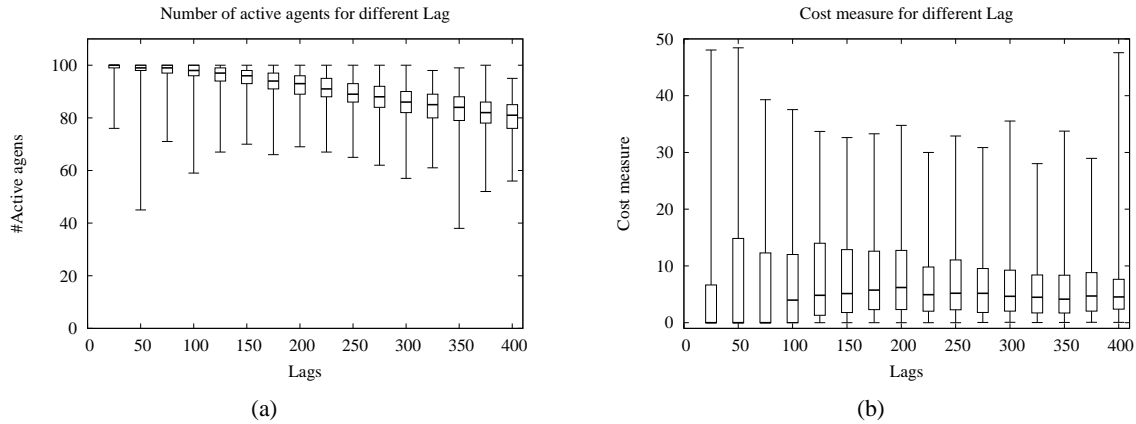 Number of active agents for different Lag
#Active agens
100
80
60
40
20
0
0 50 100 150 200 250 300 350 400
Lags
(a)
Cost measure for different Lag
Cost measure
50
40
30
20
10
0
0 50 100 150 200 250 300 350 400
Lags
(b)